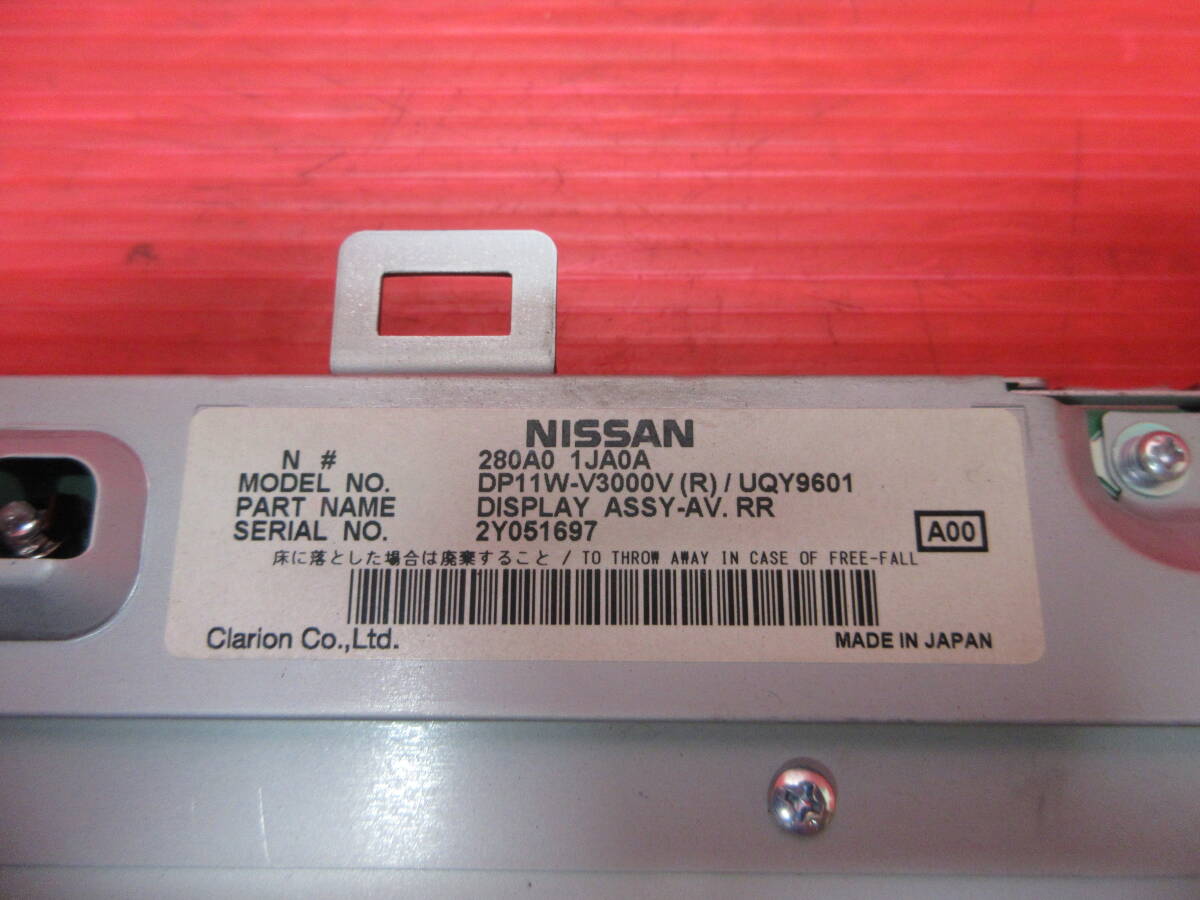 NISSAN
N # 280A0 1JA0A
MODEL NO. DP11W-V3000V (R) / UQY9601
PART NAME DISPLAY ASSY-AV. RR
SERIAL NO. 2Y051697
A00
床に落とした場合は廃棄すること / TO THROW AWAY IN CASE OF FREE-FALL
Clarion Co.,Ltd. MADE IN JAPAN